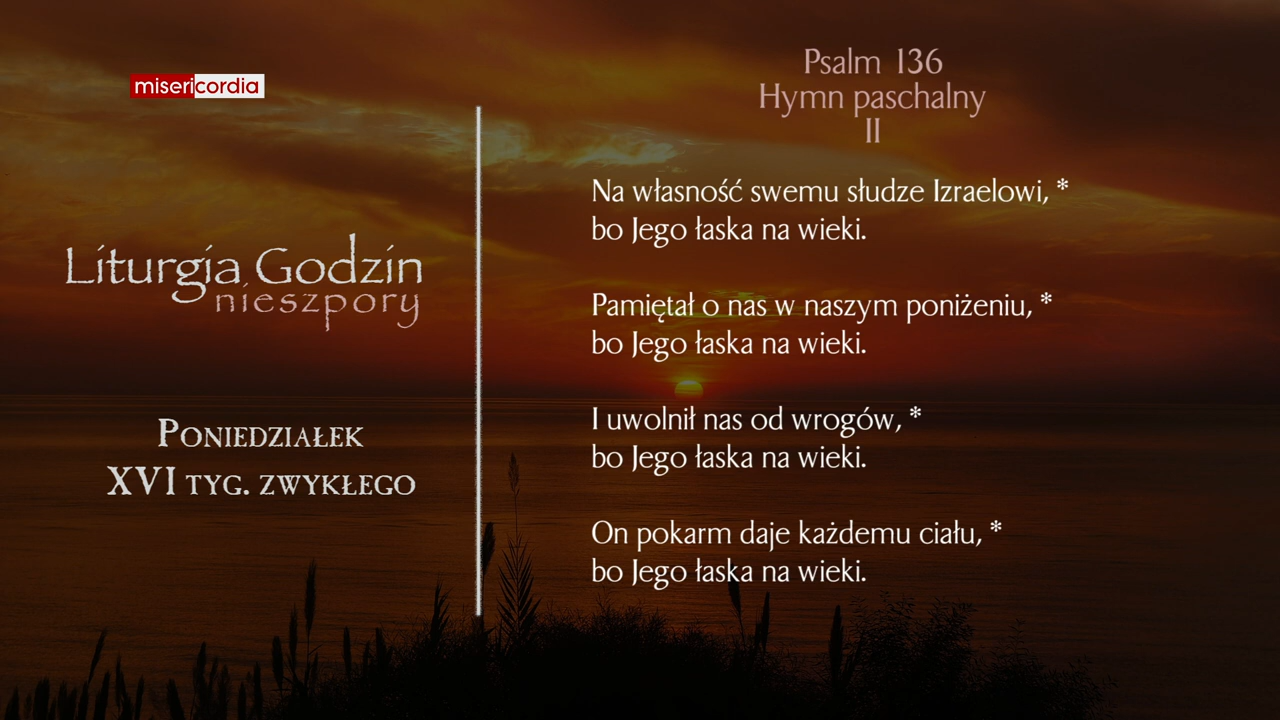 misericordia
Liturgia Godzin
nieszpory
Poniedziałek
XVI tyg. zwykłego
Psalm 136
Hymn paschalny
II
Na własność swemu słudze Izraelowi, *
bo Jego łaska na wieki.
Pamiętał o nas w naszym poniżeniu, *
bo Jego łaska na wieki.
I uwolnił nas od wrogów, *
bo Jego łaska na wieki.
On pokarm daje każdemu ciału, *
bo Jego łaska na wieki.